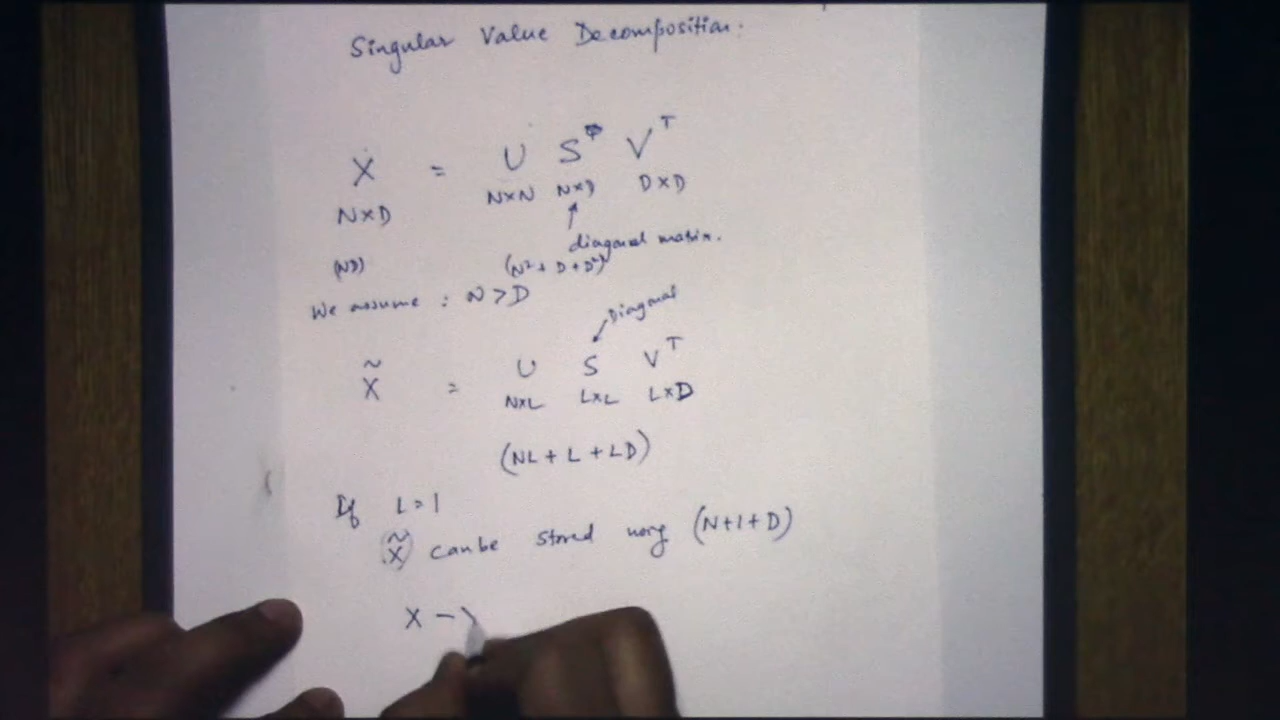 Singular Value Decomposition.
X = U S V^T
N×D N×N N×D D×D
diagonal matrix.
(ND) (N² + D + D²)
We assume : N > D
Diagonal
X̃ = U S V^T
N×L L×L L×D
(NL + L + LD)
If L = 1
X̃ can be stored using (N+1+D)
X -